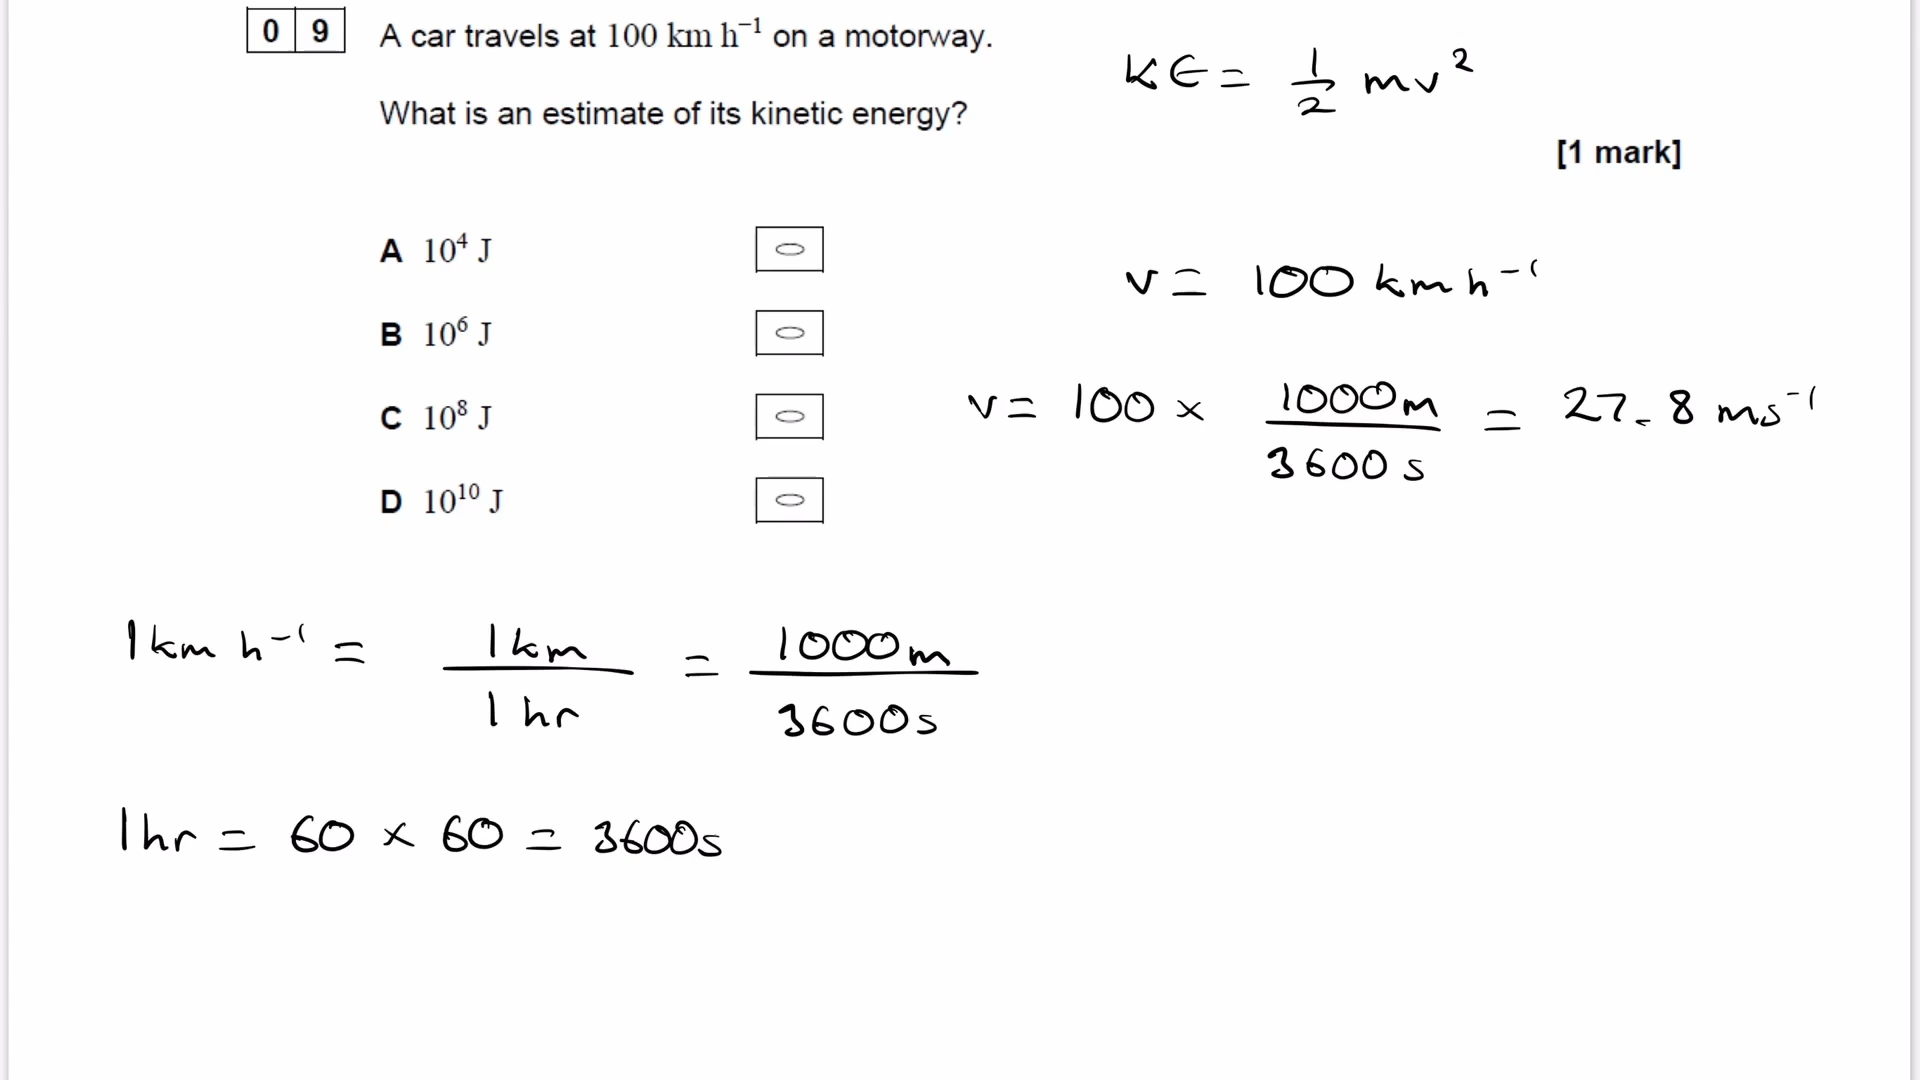 0 9 A car travels at 100 km h⁻¹ on a motorway.
KE = 1/2 mv²
What is an estimate of its kinetic energy?
[1 mark]
A 10⁴ J
B 10⁶ J
C 10⁸ J
D 10¹⁰ J
v = 100 km h⁻¹
v = 100 × 1000m / 3600 s = 27.8 ms⁻¹
1 km h⁻¹ = 1 km / 1 hr = 1000 m / 3600s
1 hr = 60 × 60 = 3600s